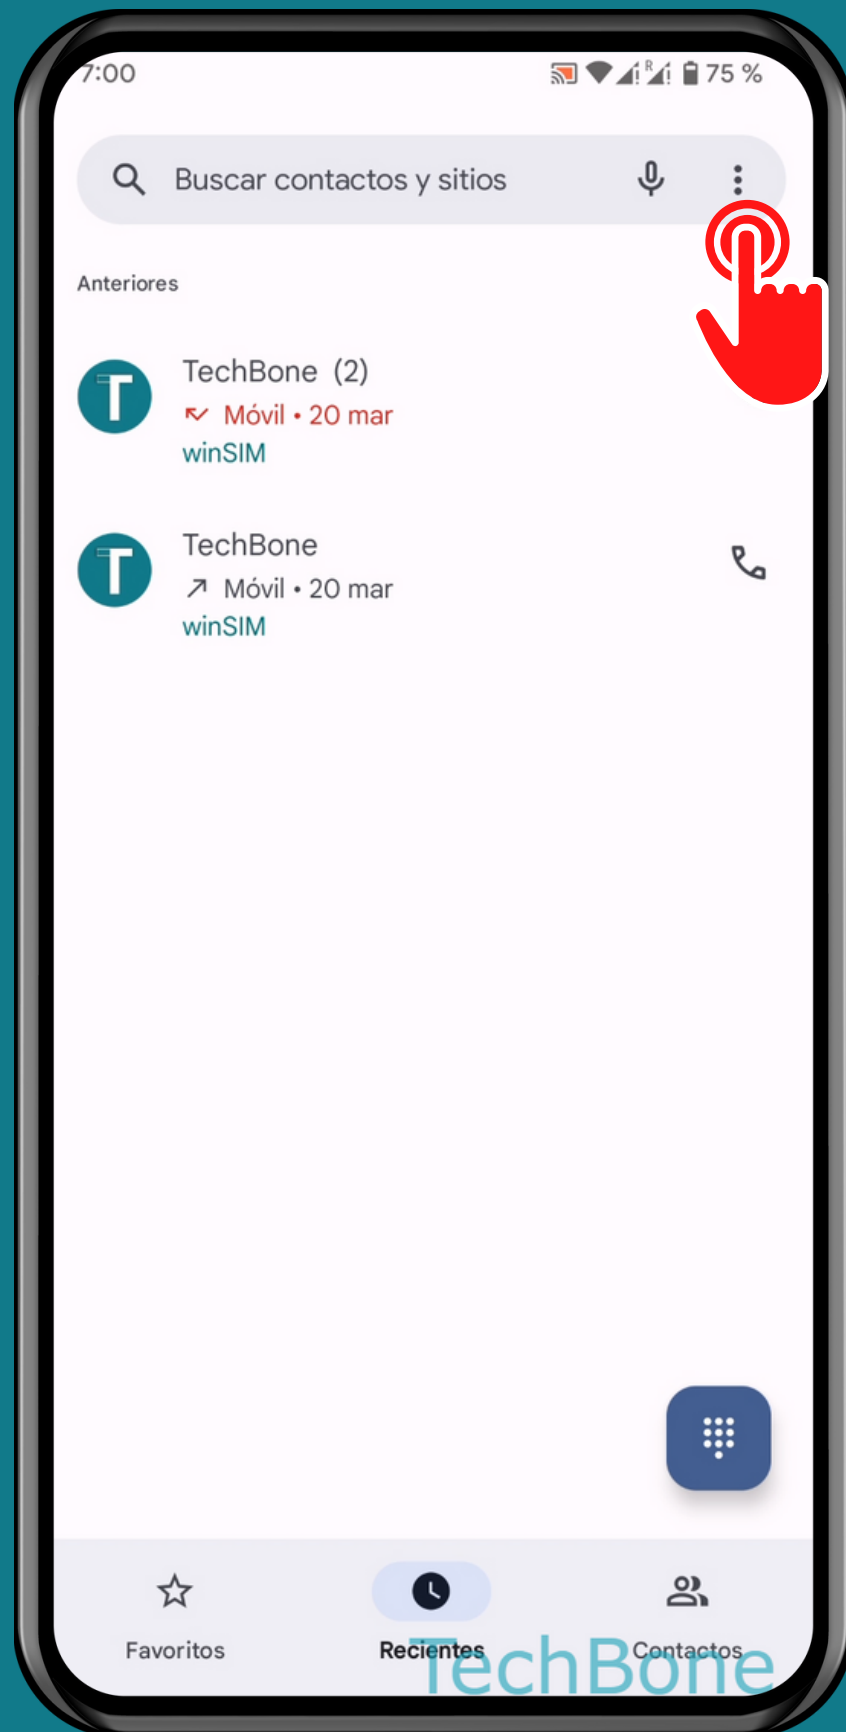 7:00 R 75 %
Buscar contactos y sitios
Anteriores
T TechBone (2)
Móvil • 20 mar
winSIM
T TechBone
Móvil • 20 mar
winSIM
Favoritos Recientes Contactos
TechBone